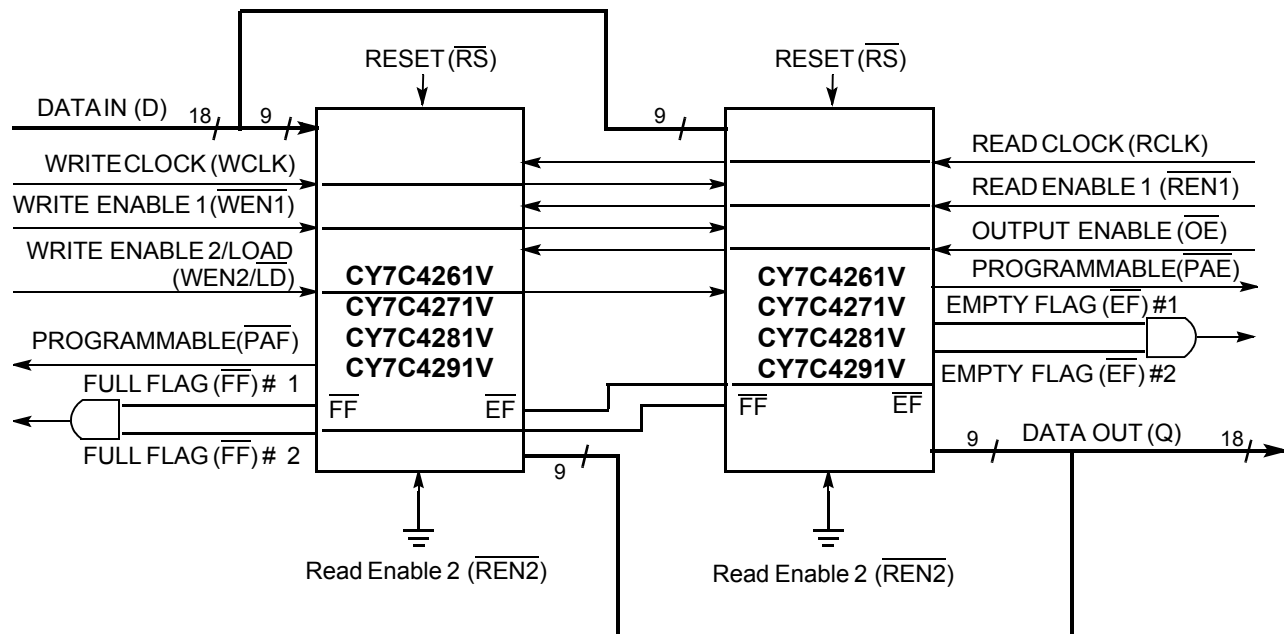 RESET (RS)
RESET (RS)
DATA IN (D)
18
9
9
WRITE CLOCK (WCLK)
WRITE ENABLE 1 (WEN1)
WRITE ENABLE 2/LOAD
(WEN2/LD)
PROGRAMMABLE (PAF)
FULL FLAG (FF) # 1
FULL FLAG (FF) # 2
CY7C4261V
CY7C4271V
CY7C4281V
CY7C4291V
FF
EF
9
Read Enable 2 (REN2)
CY7C4261V
CY7C4271V
CY7C4281V
CY7C4291V
FF
EF
Read Enable 2 (REN2)
READ CLOCK (RCLK)
READ ENABLE 1 (REN1)
OUTPUT ENABLE (OE)
PROGRAMMABLE (PAE)
EMPTY FLAG (EF) #1
EMPTY FLAG (EF) #2
9
DATA OUT (Q)
18